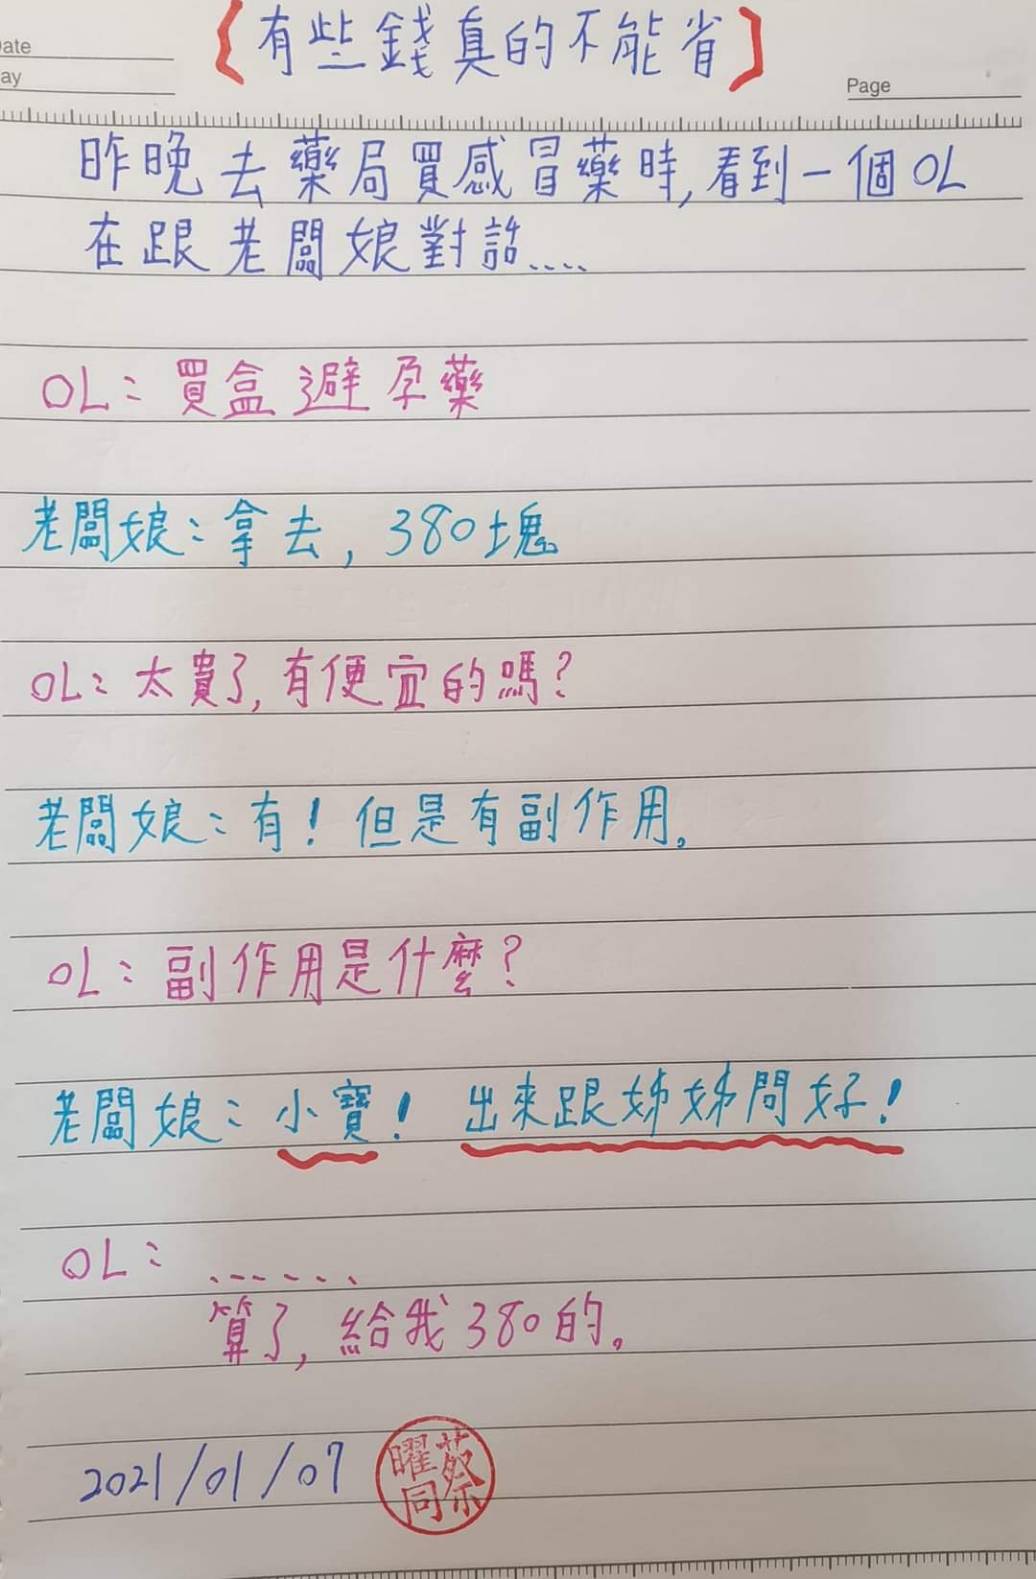 Date
Day
【有些錢真的不能省】
Page
昨晚去藥局買感冒藥時,看到一個OL
在跟老闆娘對話....
OL:買盒避孕藥
老闆娘:拿去,380塊
OL:太貴了,有便宜的嗎?
老闆娘:有!但是有副作用。
OL:副作用是什麼?
老闆娘:小寶!出來跟姊姊問好!
OL:......
算了,給我380的。
2021/01/07
蔡曜同